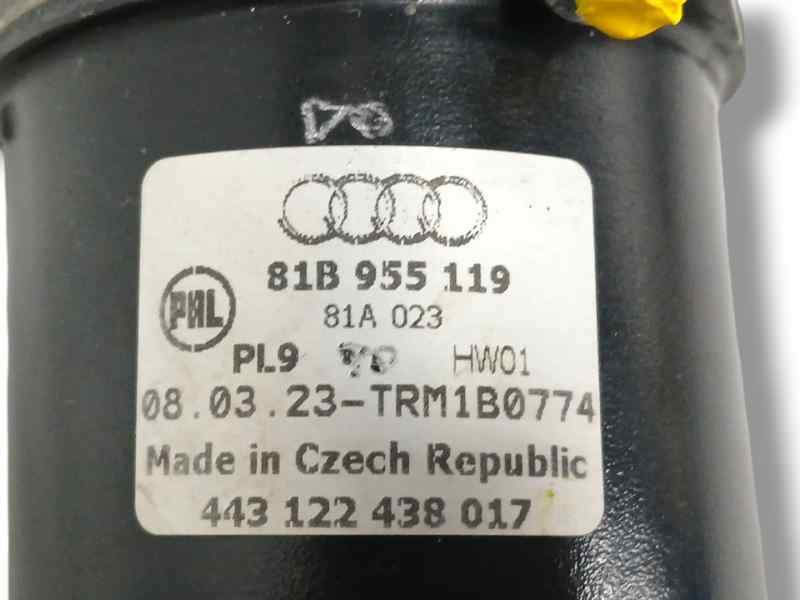 81B 955 119
PAL
81A 023
PL9 HW01
08.03.23-TRM1B0774
Made in Czech Republic
443 122 438 017